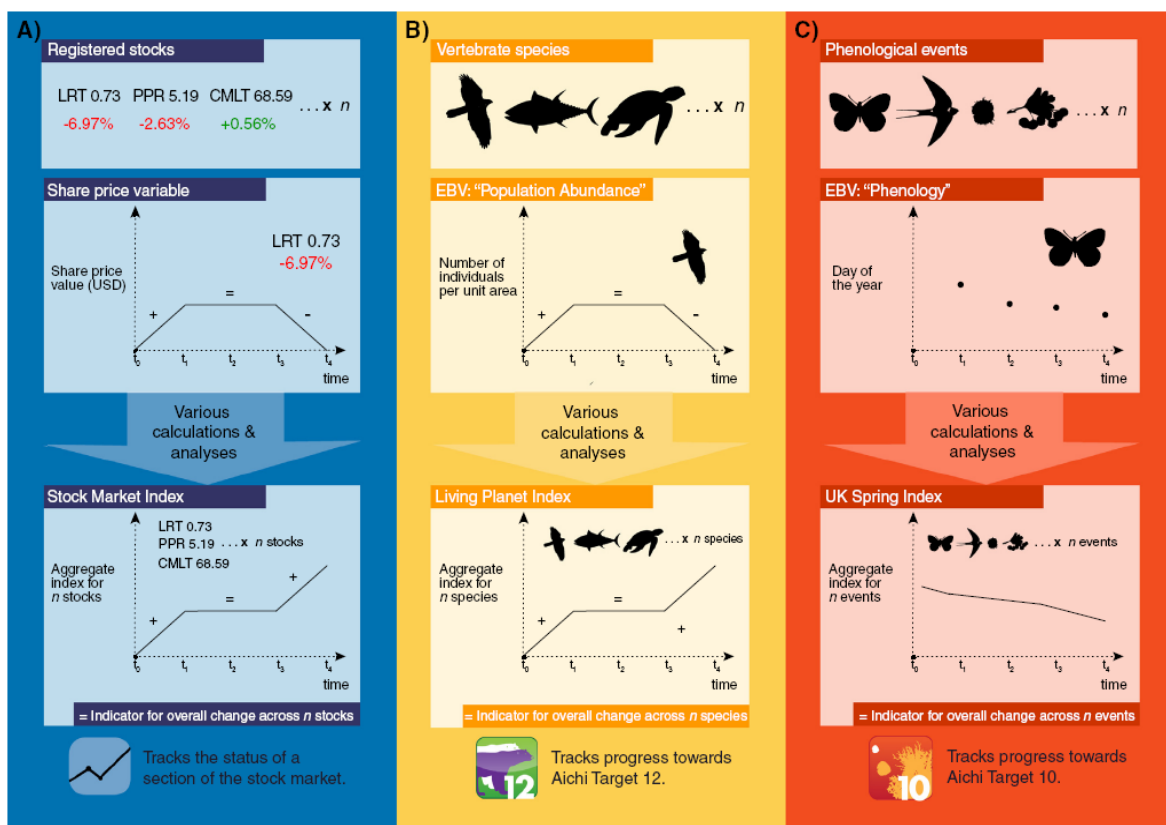 A)
Registered stocks
LRT 0.73 PPR 5.19 CMLT 68.59 ... x n
-6.97% -2.63% +0.56%
Share price variable
LRT 0.73
-6.97%
Share price
value (USD)
+ = -
t0 t1 t2 t3 t4
time
Various
calculations &
analyses
Stock Market Index
LRT 0.73
PPR 5.19 ... x n stocks
CMLT 68.59
Aggregate
index for
n stocks
+ = +
t0 t1 t2 t3 t4
time
= Indicator for overall change across n stocks
Tracks the status of a
section of the stock market.
B)
Vertebrate species
... x n
EBV: “Population Abundance”
Number of
individuals
per unit area
+ = -
t0 t1 t2 t3 t4
time
Various
calculations &
analyses
Living Planet Index
... x n species
Aggregate
index for
n species
+ = +
t0 t1 t2 t3 t4
time
= Indicator for overall change across n species
12
Tracks progress towards
Aichi Target 12.
C)
Phenological events
... x n
EBV: “Phenology”
Day of
the year
t0 t1 t2 t3 t4
time
Various
calculations &
analyses
UK Spring Index
... x n events
Aggregate
index for
n events
t0 t1 t2 t3 t4
time
= Indicator for overall change across n events
10
Tracks progress towards
Aichi Target 10.